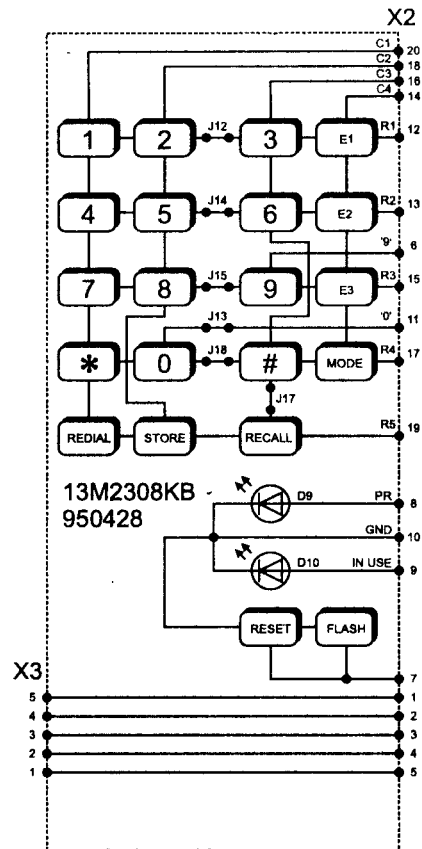 X2
C1 20
C2 18
C3 16
C4 14
1 2 J12 3 E1 R1 12
4 5 J14 6 E2 R2 13
'9' 6
7 8 J15 9 E3 R3 15
J13 '0' 11
* 0 J18 # MODE R4 17
J17
REDIAL STORE RECALL R5 19
13M2308KB
950428
D9 PR 8
GND 10
D10 IN USE 9
RESET FLASH
7
X3
5 1
4 2
3 3
2 4
1 5